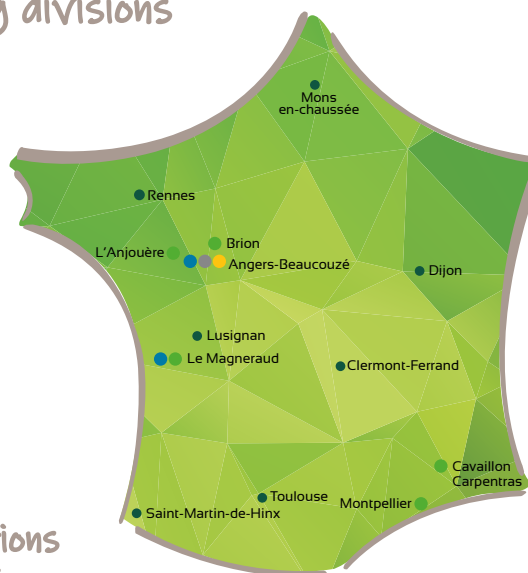 divisions
Mons
en-chaussée
Rennes
Brion
L'Anjouère
Angers-Beaucouzé
Dijon
Lusignan
Le Magneraud
Clermont-Ferrand
Cavaillon
Carpentras
Toulouse
Montpellier
Saint-Martin-de-Hinx